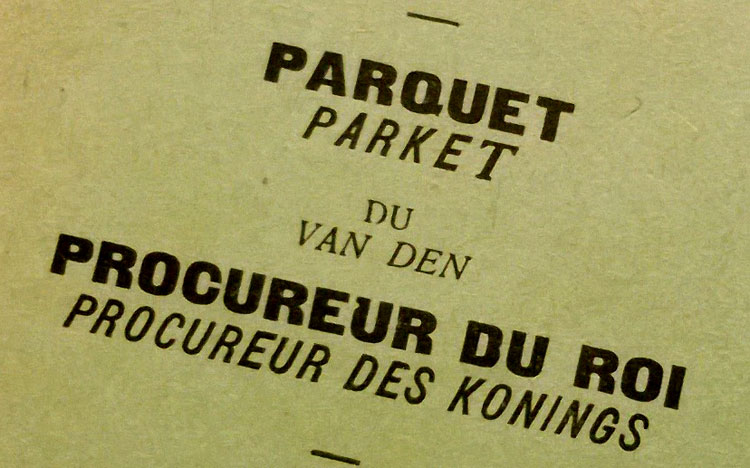 PARQUET
PARKET
DU
VAN DEN
PROCUREUR DU ROI
PROCUREUR DES KONINGS